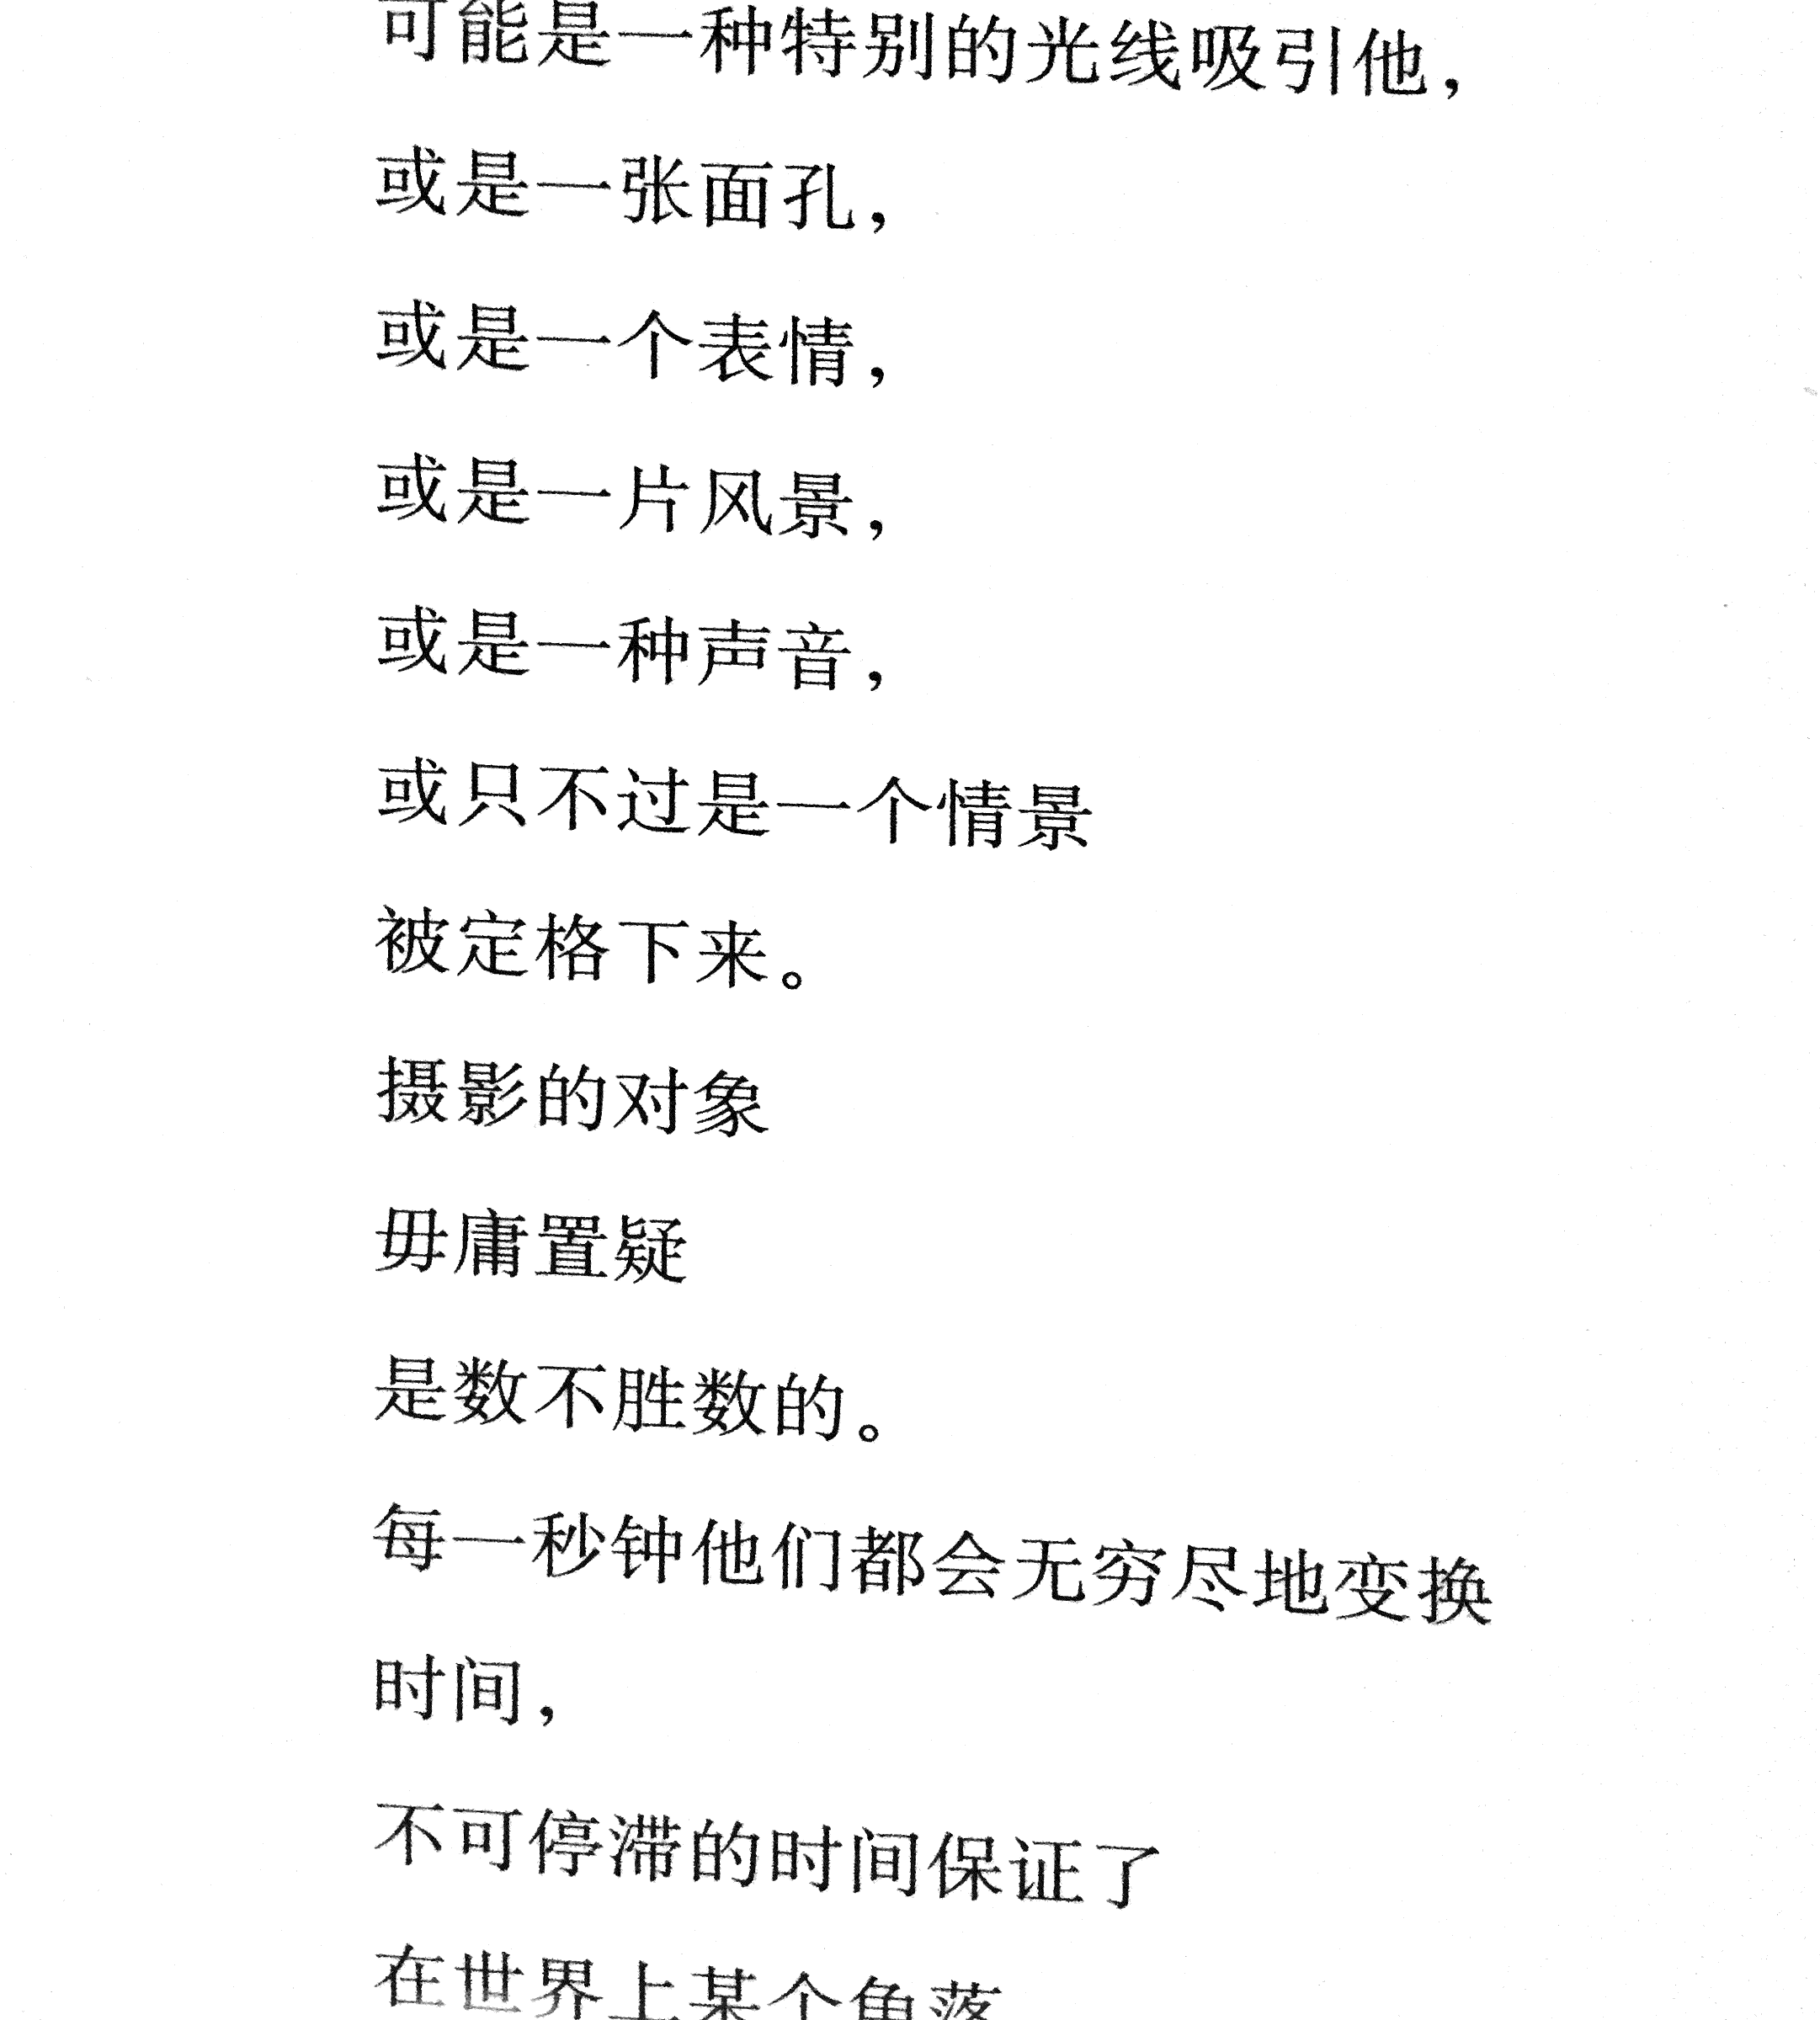 可能是一种特别的光线吸引他，
或是一张面孔，
或是一个表情，
或是一片风景，
或是一种声音，
或只不过是一个情景
被定格下来。
摄影的对象
毋庸置疑
是数不胜数的。
每一秒钟他们都会无穷尽地变换
时间，
不可停滞的时间保证了
在世界上某个角落